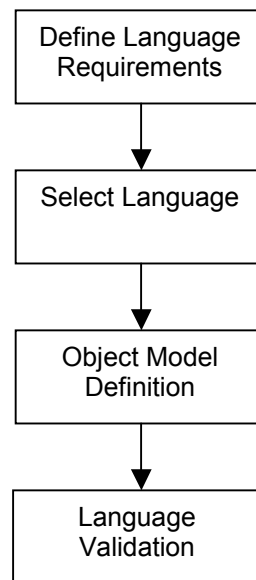 Define Language
Requirements
Select Language
Object Model
Definition
Language
Validation